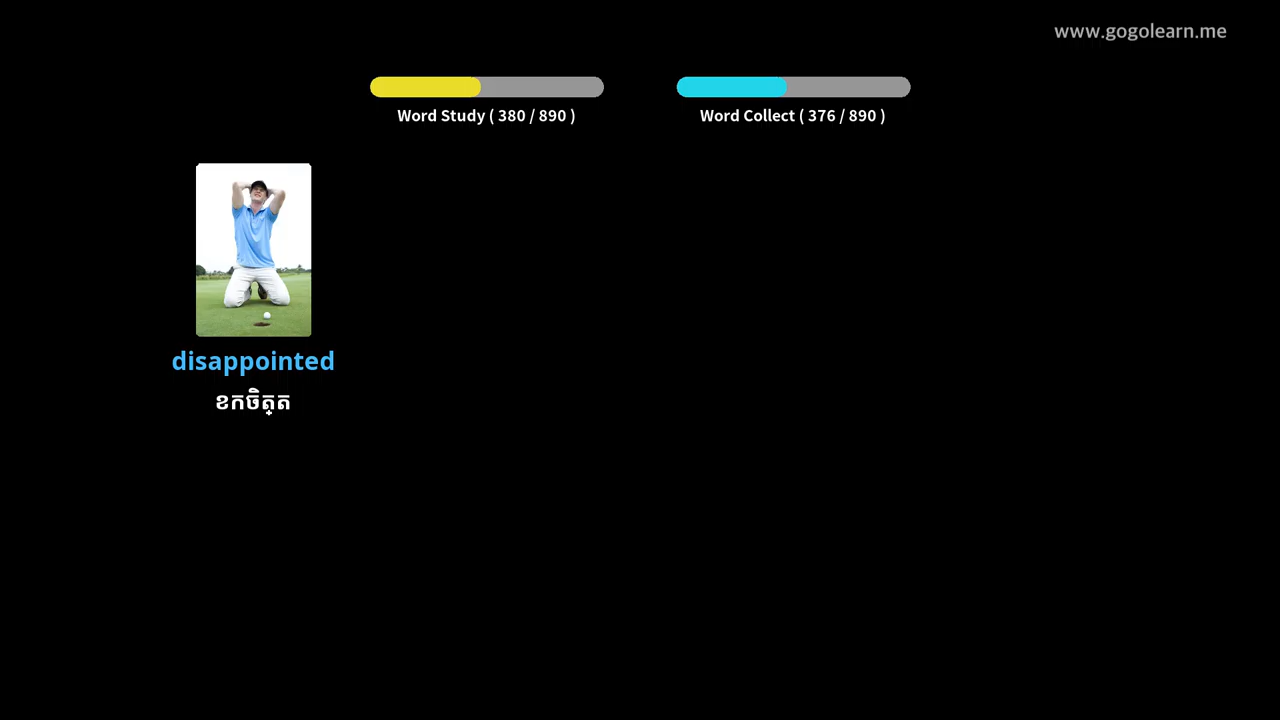 www.gogolearn.me
Word Study ( 380 / 890 )
Word Collect ( 376 / 890 )
disappointed
ខកចិត្ត